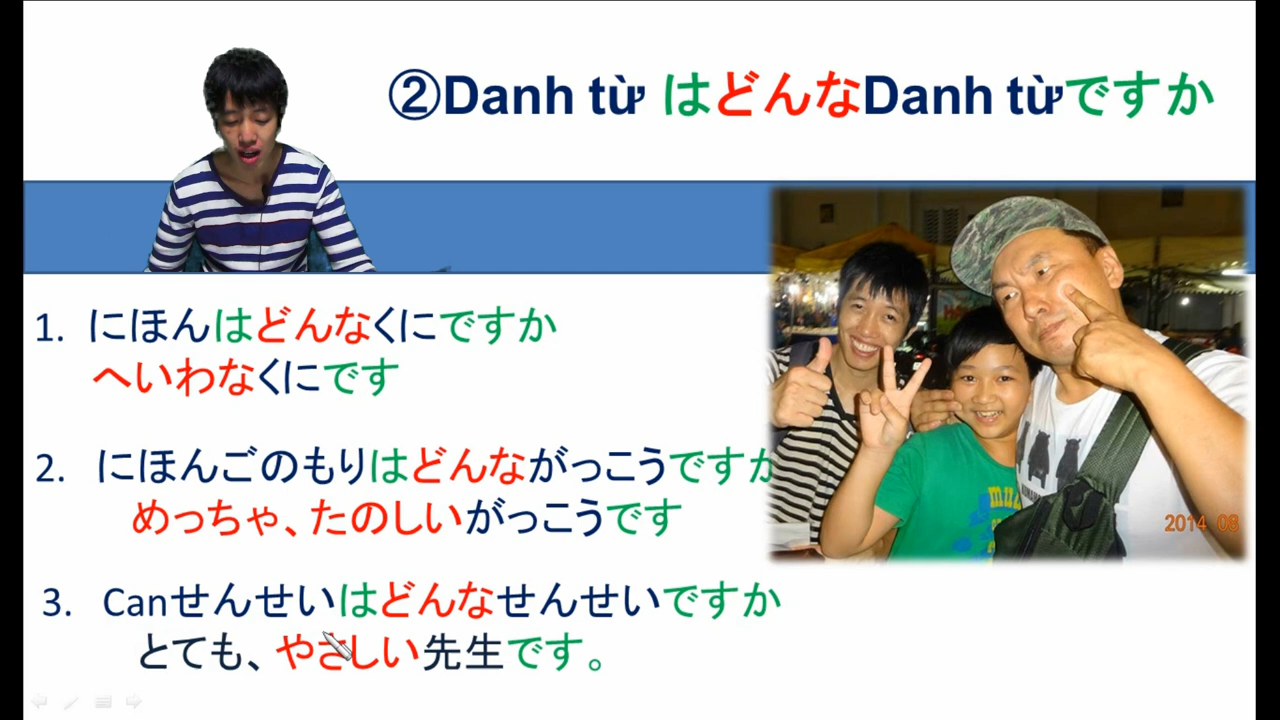 ②Danh từ はどんなDanh từですか
1. にほんはどんなくにですか
へいわなくにです
2. にほんごのもりはどんながっこうですか
めっちゃ、たのしいがっこうです
3. Canせんせいはどんなせんせいですか
とても、やさしい先生です。
2014 08